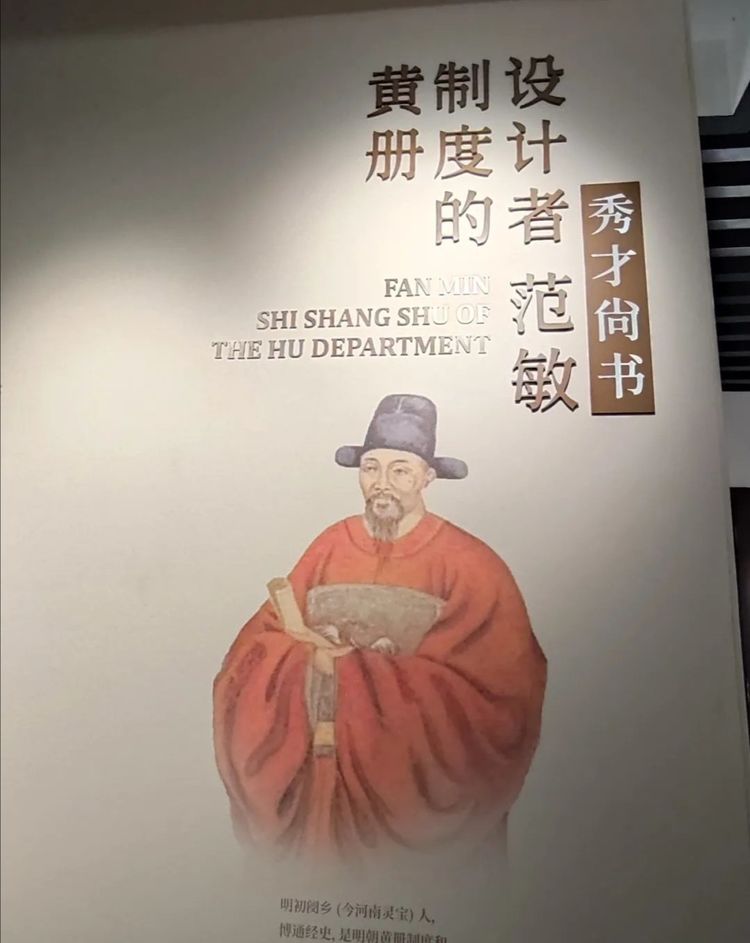 黄册
制度的
设计者 范敏
秀才尚书
FAN MIN
SHI SHANG SHU OF
THE HU DEPARTMENT
明初阌乡(今河南灵宝)人,
博通经史,是明朝黄册制度和